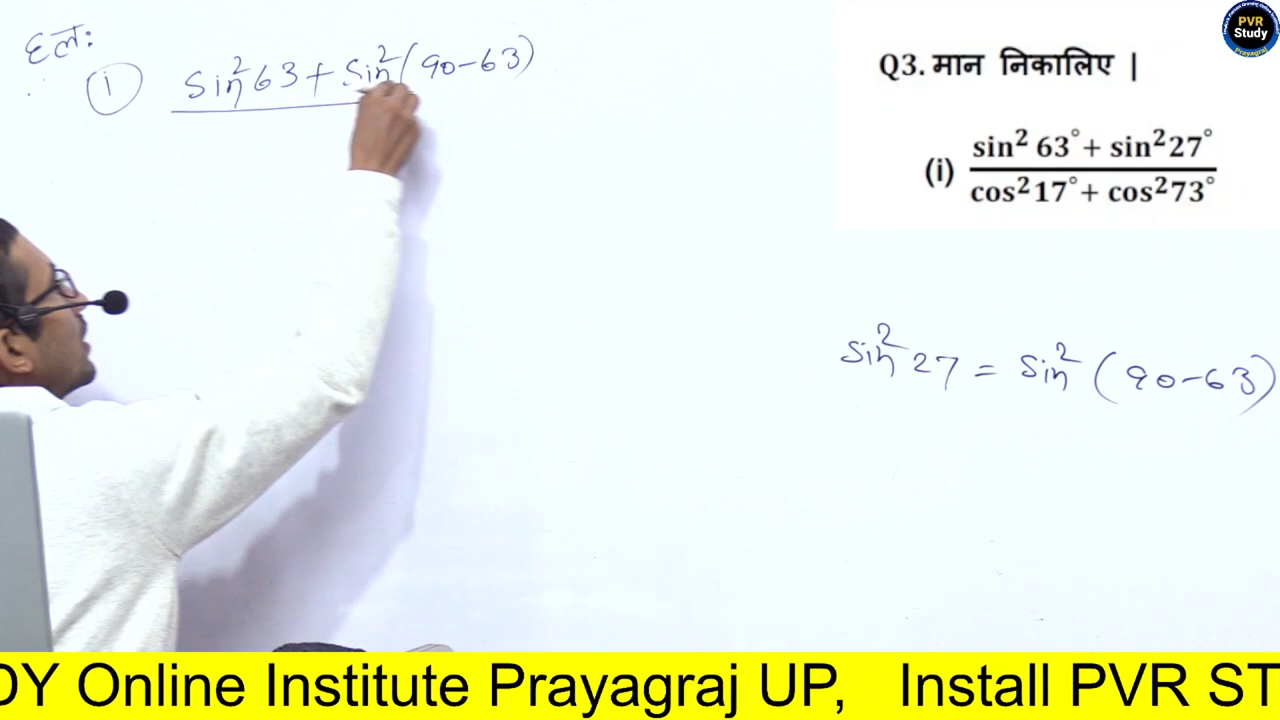 हल:
(i) sin²63 + sin²(90-63)
Q3. मान निकालिए |
(i) sin² 63° + sin²27°
cos²17° + cos²73°
sin²27 = sin²(90-63)
PVR
Study
Prayagraj
DY Online Institute Prayagraj UP, Install PVR ST